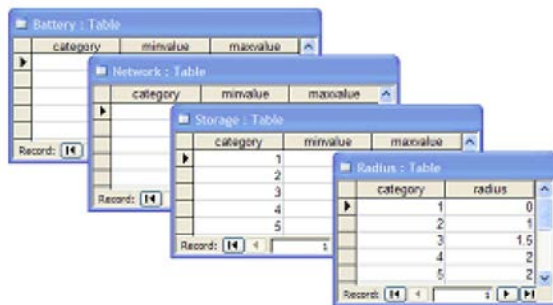 Battery : Table
category minvalue maxvalue
Record:
Network : Table
category minvalue maxvalue
Record:
Storage : Table
category minvalue maxvalue
1
2
3
4
5
Record: 1
Radius : Table
category radius
1 0
2 1
3 1.5
4 2
5 2
Record: 1